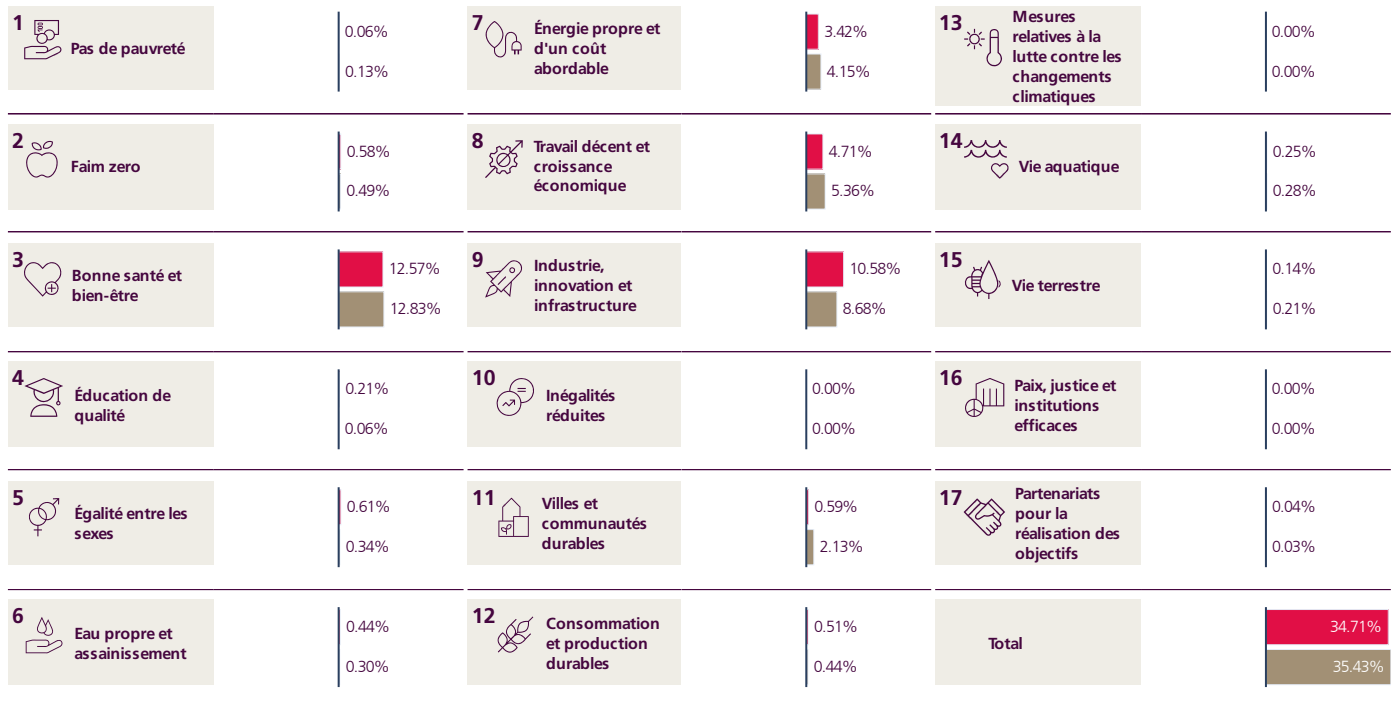 1
Pas de pauvreté
0.06%
0.13%
2
Faim zero
0.58%
0.49%
3
Bonne santé et
bien-être
12.57%
12.83%
4
Éducation de
qualité
0.21%
0.06%
5
Égalité entre les
sexes
0.61%
0.34%
6
Eau propre et
assainissement
0.44%
0.30%
7
Énergie propre et
d'un coût
abordable
3.42%
4.15%
8
Travail décent et
croissance
économique
4.71%
5.36%
9
Industrie,
innovation et
infrastructure
10.58%
8.68%
10
Inégalités
réduites
0.00%
0.00%
11
Villes et
communautés
durables
0.59%
2.13%
12
Consommation
et production
durables
0.51%
0.44%
13
Mesures
relatives à la
lutte contre les
changements
climatiques
0.00%
0.00%
14
Vie aquatique
0.25%
0.28%
15
Vie terrestre
0.14%
0.21%
16
Paix, justice et
institutions
efficaces
0.00%
0.00%
17
Partenariats
pour la
réalisation des
objectifs
0.04%
0.03%
Total
34.71%
35.43%